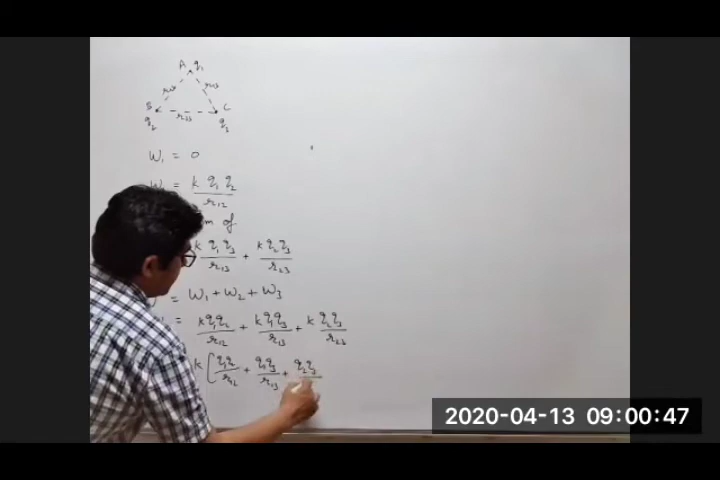 A q₁
r₁₂ r₁₃
B r₂₃ C
q₂ q₃
W₁ = 0
= k q₁ q₂ / r₁₂
of
k q₁ q₃ / r₁₃ + k q₂ q₃ / r₂₃
= W₁ + W₂ + W₃
= k q₁ q₂ / r₁₂ + k q₁ q₃ / r₁₃ + k q₂ q₃ / r₂₃
k [ q₁ q₂ / r₁₂ + q₁ q₃ / r₁₃ + q₂ q₃
2020-04-13 09:00:47